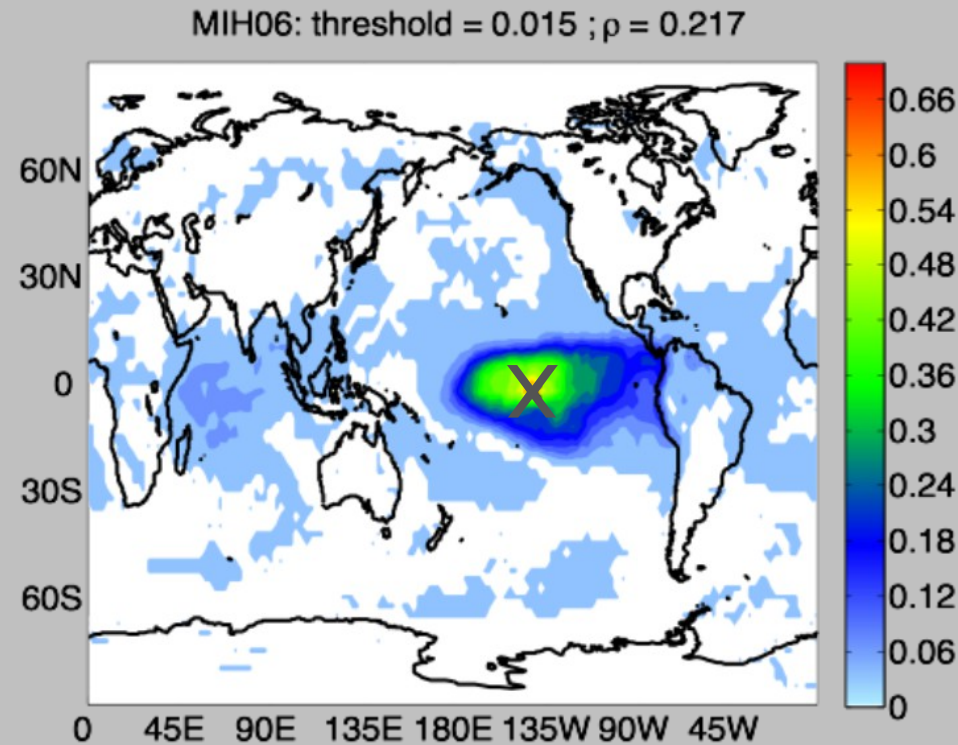 MIH06: threshold = 0.015 ; ρ = 0.217
0.66
0.6
60N
0.54
0.48
30N
0.42
0.36
0
X
0.3
0.24
30S
0.18
0.12
60S
0.06
0
0 45E 90E 135E 180E 135W 90W 45W